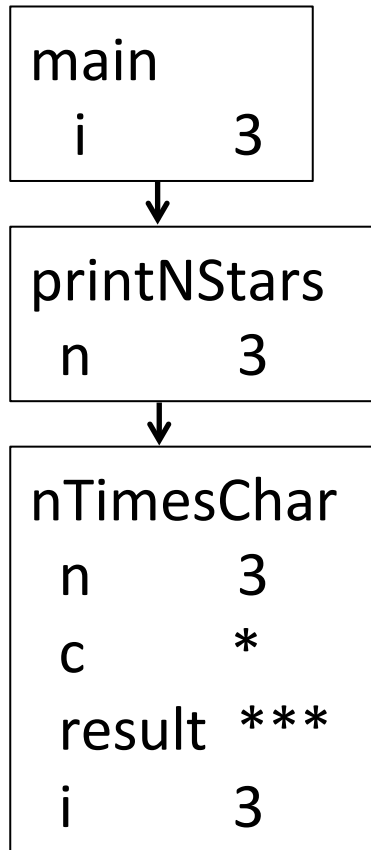 main
i 3
printNStars
n 3
nTimesChar
n 3
c *
result ***
i 3